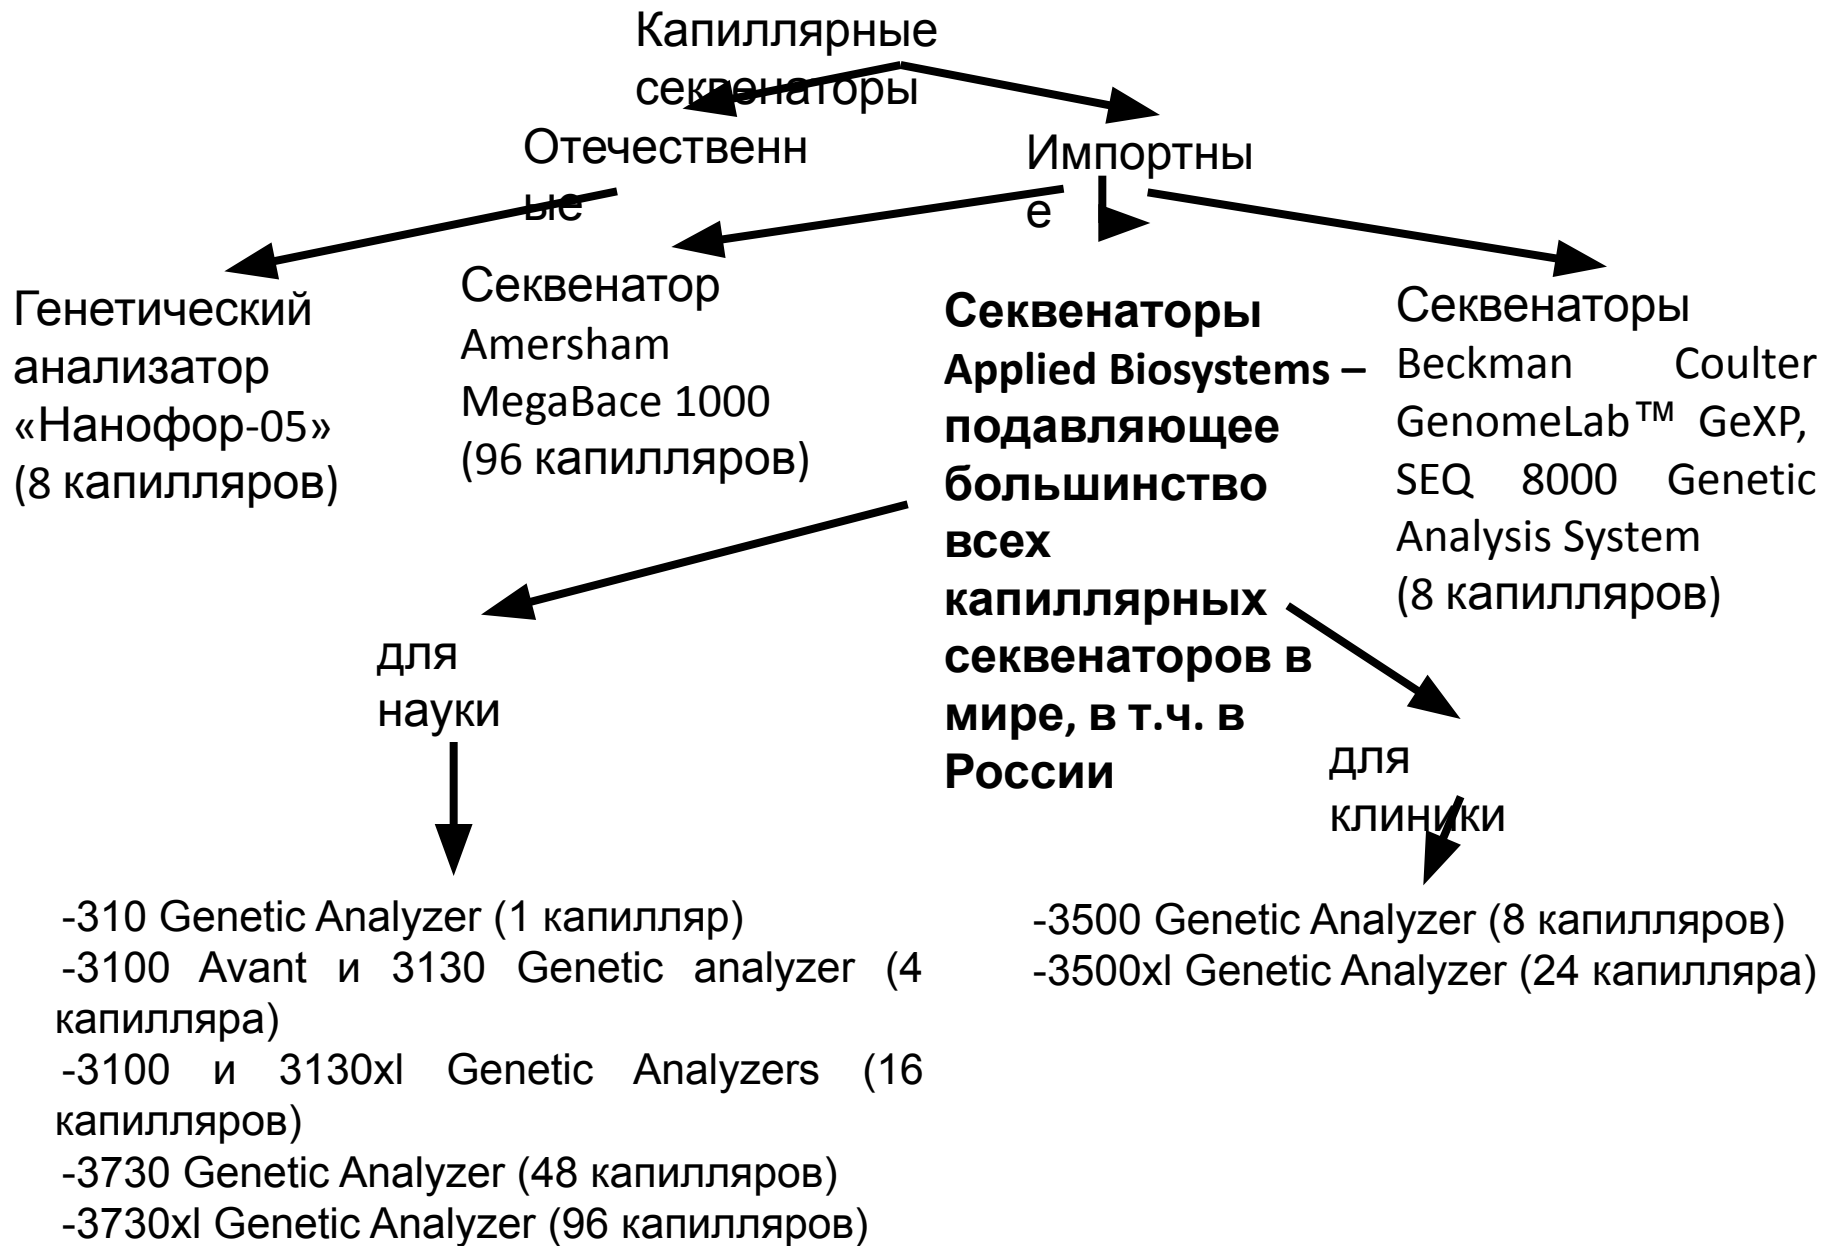 Капиллярные
секвенаторы
Отечественн
ые
Импортны
е
Генетический
анализатор
«Нанофор-05»
(8 капилляров)
Секвенатор
Amersham
MegaBace 1000
(96 капилляров)
Секвенаторы
Applied Biosystems –
подавляющее
большинство
всех
капиллярных
секвенаторов в
мире, в т.ч. в
России
Секвенаторы
Beckman Coulter
GenomeLab™ GeXP,
SEQ 8000 Genetic
Analysis System
(8 капилляров)
для
науки
для
клиники
-310 Genetic Analyzer (1 капилляр)
-3100 Avant и 3130 Genetic analyzer (4
капилляра)
-3100 и 3130xl Genetic Analyzers (16
капилляров)
-3730 Genetic Analyzer (48 капилляров)
-3730xl Genetic Analyzer (96 капилляров)
-3500 Genetic Analyzer (8 капилляров)
-3500xl Genetic Analyzer (24 капилляра)